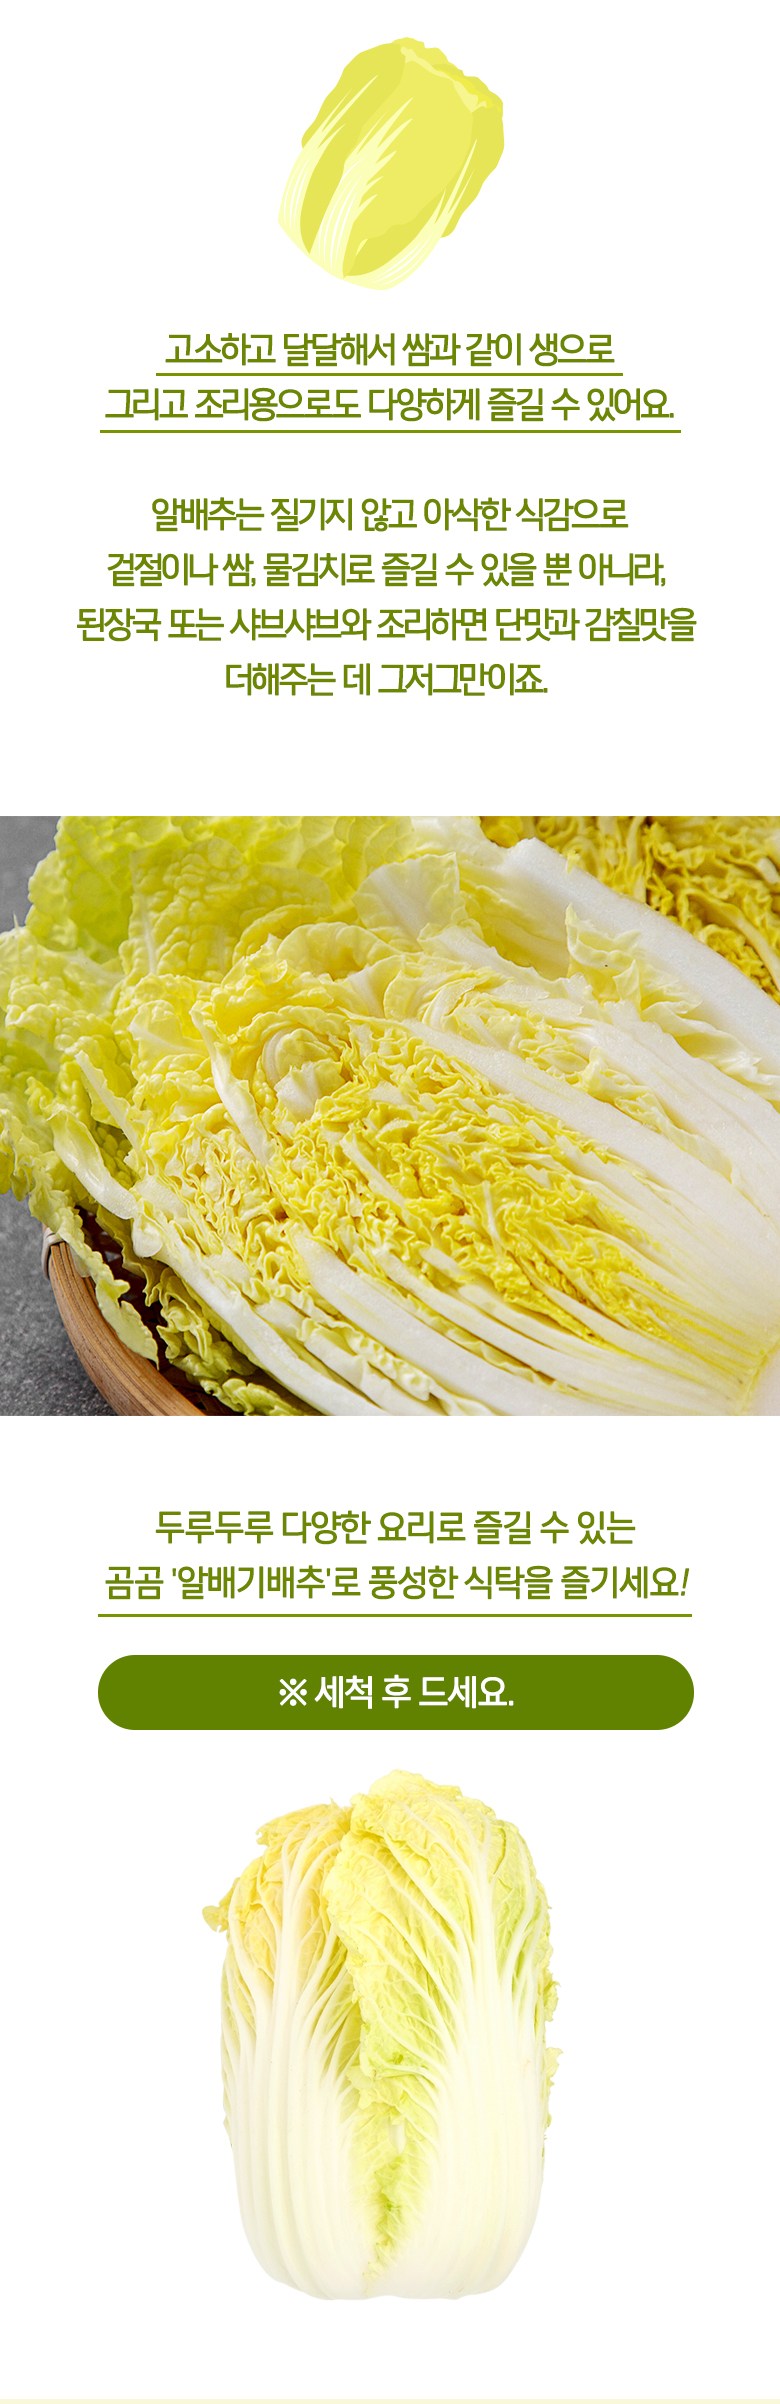 고소하고 달달해서 쌈과 같이 생으로
그리고 조리용으로도 다양하게 즐길 수 있어요.
알배추는 질기지 않고 아삭한 식감으로
겉절이나 쌈, 물김치로 즐길 수 있을 뿐 아니라,
된장국 또는 샤브샤브와 조리하면 단맛과 감칠맛을
더해주는 데 그저그만이죠.
두루두루 다양한 요리로 즐길 수 있는
곰곰 '알배기배추'로 풍성한 식탁을 즐기세요!
※ 세척 후 드세요.